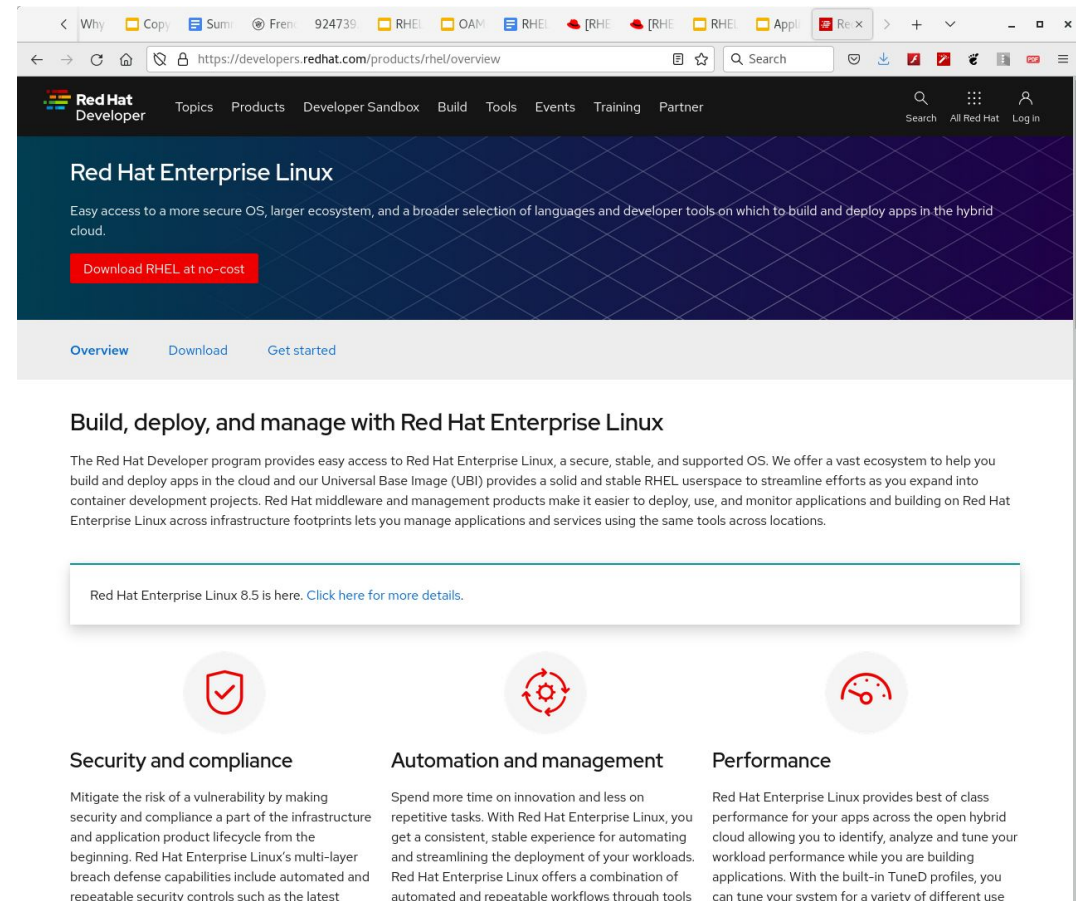 Why Copy Sum Fren 924739 RHEL OAM RHEL [RHE [RHE RHEL Appli Re
https://developers.redhat.com/products/rhel/overview Search
Red Hat
Developer
Topics Products Developer Sandbox Build Tools Events Training Partner
Search All Red Hat Log in
Red Hat Enterprise Linux
Easy access to a more secure OS, larger ecosystem, and a broader selection of languages and developer tools on which to build and deploy apps in the hybrid
cloud.
Download RHEL at no-cost
Overview Download Get started
Build, deploy, and manage with Red Hat Enterprise Linux
The Red Hat Developer program provides easy access to Red Hat Enterprise Linux, a secure, stable, and supported OS. We offer a vast ecosystem to help you
build and deploy apps in the cloud and our Universal Base Image (UBI) provides a solid and stable RHEL userspace to streamline efforts as you expand into
container development projects. Red Hat middleware and management products make it easier to deploy, use, and monitor applications and building on Red Hat
Enterprise Linux across infrastructure footprints lets you manage applications and services using the same tools across locations.
Red Hat Enterprise Linux 8.5 is here. Click here for more details.
Security and compliance
Mitigate the risk of a vulnerability by making
security and compliance a part of the infrastructure
and application product lifecycle from the
beginning. Red Hat Enterprise Linux's multi-layer
breach defense capabilities include automated and
repeatable security controls such as the latest
Automation and management
Spend more time on innovation and less on
repetitive tasks. With Red Hat Enterprise Linux, you
get a consistent, stable experience for automating
and streamlining the deployment of your workloads.
Red Hat Enterprise Linux offers a combination of
automated and repeatable workflows through tools
Performance
Red Hat Enterprise Linux provides best of class
performance for your apps across the open hybrid
cloud allowing you to identify, analyze and tune your
workload performance while you are building
applications. With the built-in TuneD profiles, you
can tune your system for a variety of different use